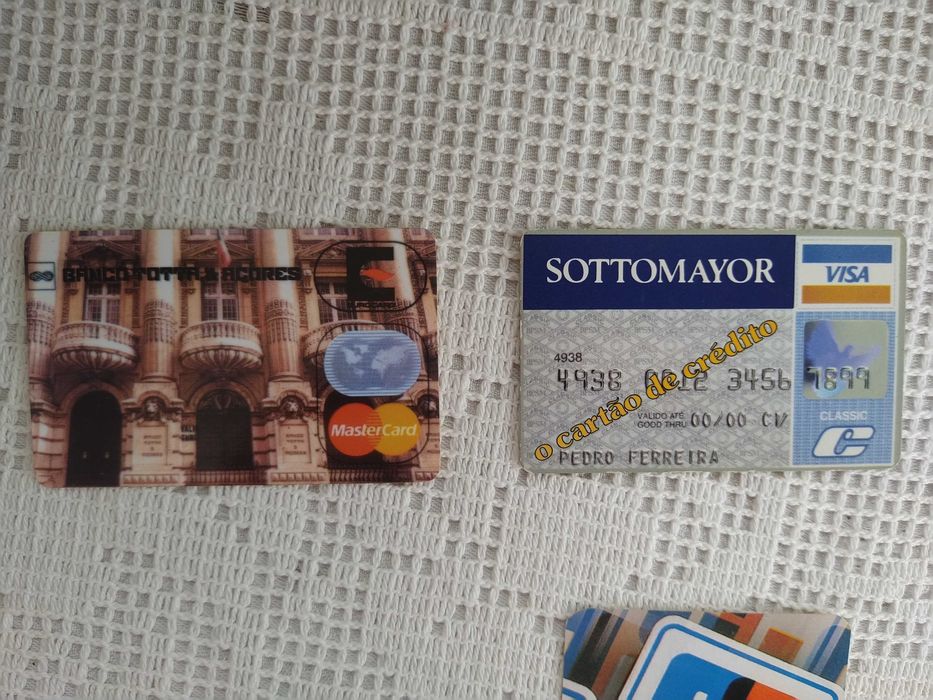 BANCO TOTTA & AÇORES
MasterCard
SOTTOMAYOR
VISA
o cartão de crédito
4938
3456 7899
VALIDO ATÉ
GOOD THRU 00/00 CV
CLASSIC
PEDRO FERREIRA